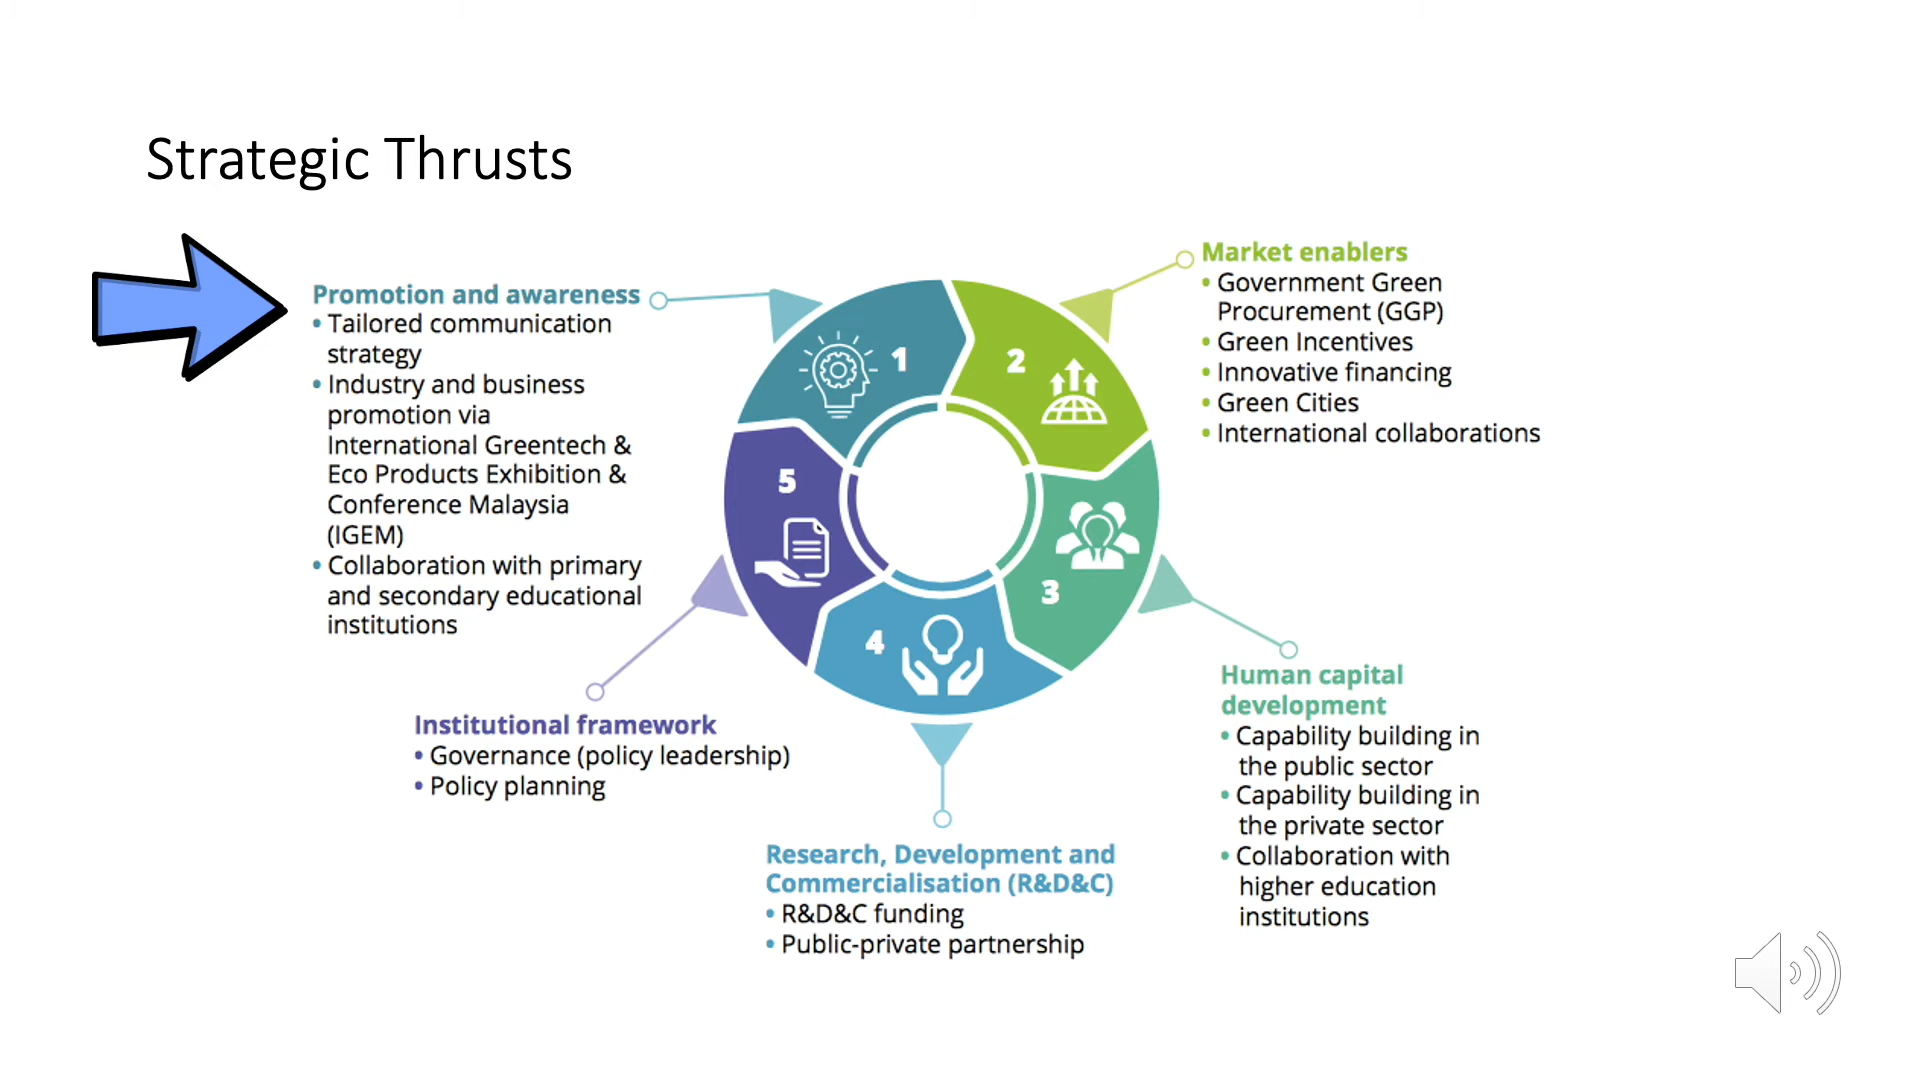 Strategic Thrusts
Promotion and awareness
• Tailored communication
strategy
• Industry and business
promotion via
International Greentech &
Eco Products Exhibition &
Conference Malaysia
(IGEM)
• Collaboration with primary
and secondary educational
institutions
Market enablers
• Government Green
Procurement (GGP)
• Green Incentives
• Innovative financing
• Green Cities
• International collaborations
1
2
3
4
5
Human capital
development
• Capability building in
the public sector
• Capability building in
the private sector
• Collaboration with
higher education
institutions
Research, Development and
Commercialisation (R&D&C)
• R&D&C funding
• Public-private partnership
Institutional framework
• Governance (policy leadership)
• Policy planning